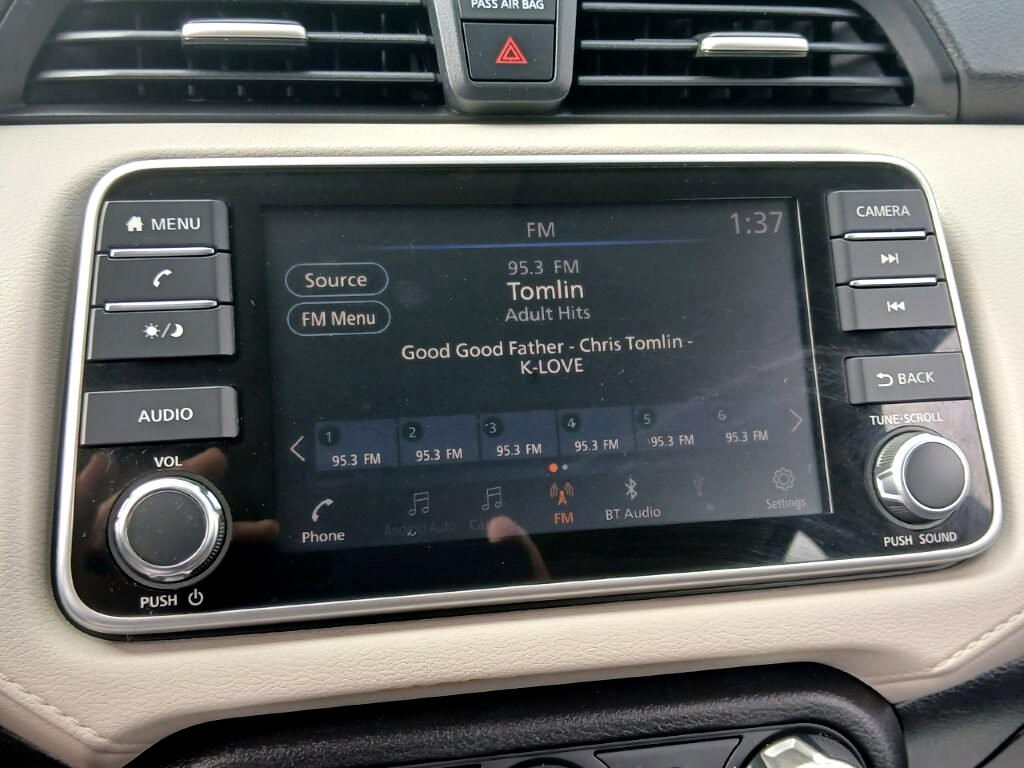 PASS AIR BAG
MENU
AUDIO
VOL
PUSH
FM
1:37
Source
FM Menu
95.3 FM
Tomlin
Adult Hits
Good Good Father - Chris Tomlin -
K-LOVE
1 2 3 4 5 6
95.3 FM 95.3 FM 95.3 FM 95.3 FM 95.3 FM 95.3 FM
Phone Android Auto FM BT Audio Settings
CAMERA
BACK
TUNE·SCROLL
PUSH SOUND